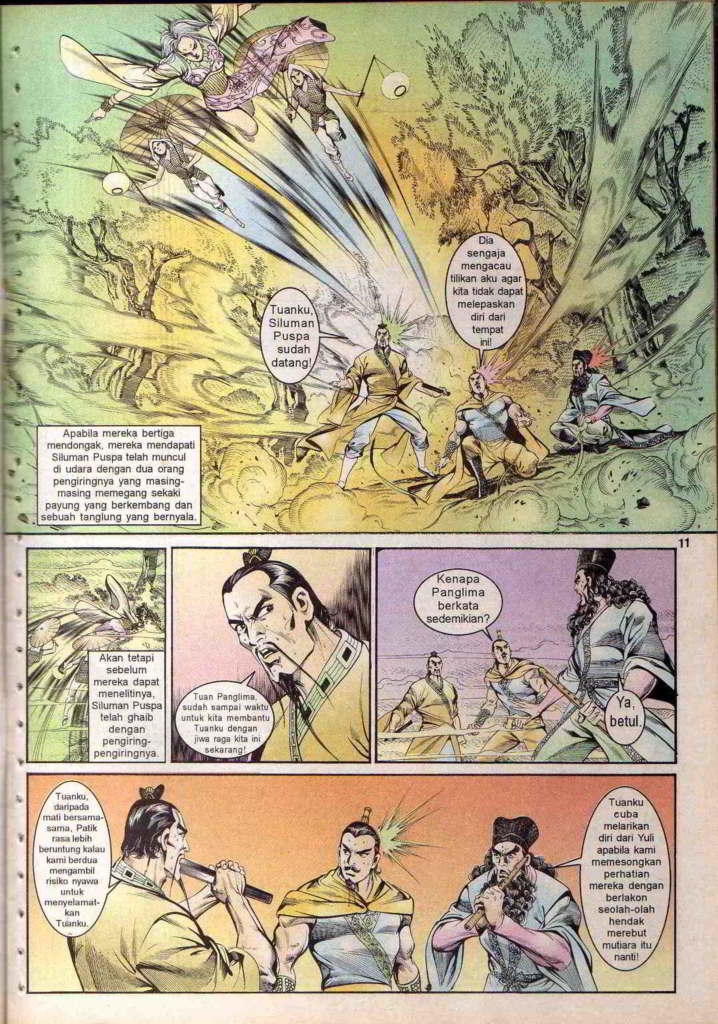 Tuanku,
Siluman
Puspa
sudah
datang!
Dia
sengaja
mengacau
tilikan aku agar
kita tidak dapat
melepaskan
diri dari
tempat
ini!
Apabila mereka bertiga
mendongak, mereka mendapati
Siluman Puspa telah muncul
di udara dengan dua orang
pengiringnya yang masing-
masing memegang sekaki
payung yang berkembang dan
sebuah tanglung yang bernyala.
11
Akan tetapi
sebelum
mereka dapat
menelitinya,
Siluman Puspa
telah ghaib
dengan
pengiring-
pengiringnya.
Tuan Panglima,
sudah sampai waktu
untuk kita membantu
Tuanku dengan
jiwa raga kita ini
sekarang!
Kenapa
Panglima
berkata
sedemikian?
Ya,
betul.
Tuanku,
daripada
mati bersama-
sama, Patik
rasa lebih
beruntung kalau
kami berdua
mengambil
risiko nyawa
untuk
menyelamat-
kan
Tuanku.
Tuanku
cuba
melarikan
diri dari Yuli
apabila kami
memesongkan
perhatian
mereka dengan
berlakon
seolah-olah
hendak
merebut
mutiara itu
nanti!